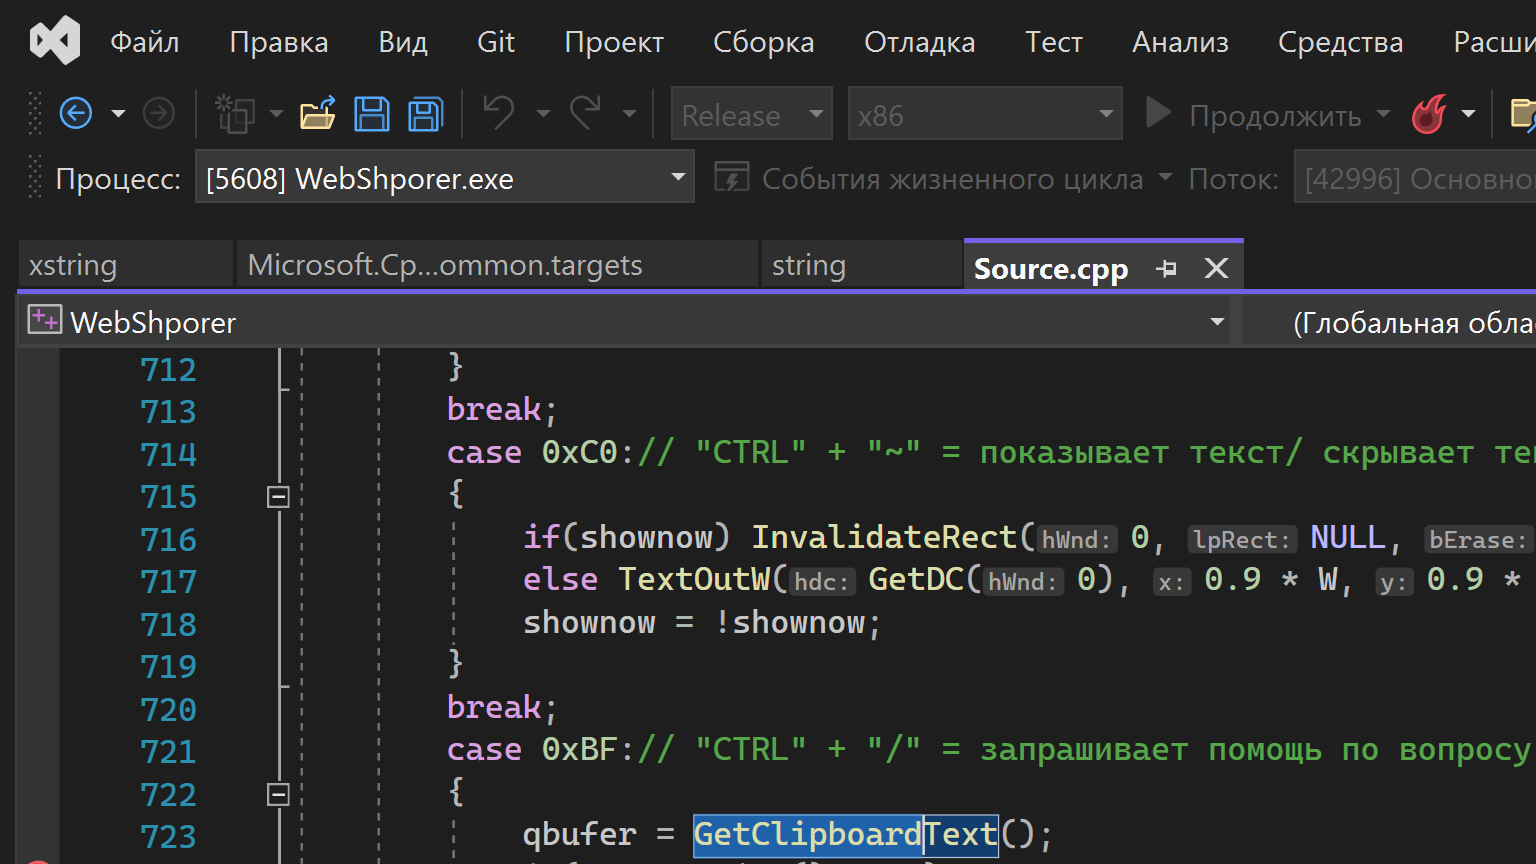 Файл Правка Вид Git Проект Сборка Отладка Тест Анализ Средства
Release x86 Продолжить
Процесс: [5608] WebShporer.exe События жизненного цикла Поток: [42996]
xstring Microsoft.Cp...ommon.targets string Source.cpp
WebShporer (Глобальная
712 }
713 break;
714 case 0xC0:// "CTRL" + "~" = показывает текст/ скрывает
715 {
716 if(shownow) InvalidateRect(hWnd: 0, lpRect: NULL, bErase:
717 else TextOutW(hdc: GetDC(hWnd: 0), x: 0.9 * W, y: 0.9 *
718 shownow = !shownow;
719 }
720 break;
721 case 0xBF:// "CTRL" + "/" = запрашивает помощь по вопросу
722 {
723 qbufer = GetClipboardText();